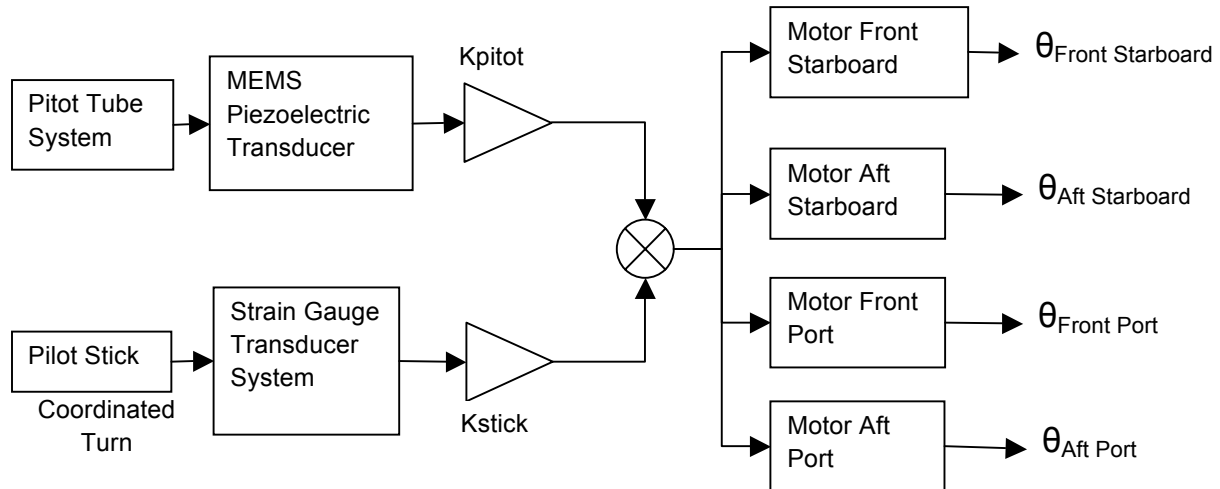 Pitot Tube
System
MEMS
Piezoelectric
Transducer
Kpitot
Pilot Stick
Coordinated
Turn
Strain Gauge
Transducer
System
Kstick
Motor Front
Starboard
θFront Starboard
Motor Aft
Starboard
θAft Starboard
Motor Front
Port
θFront Port
Motor Aft
Port
θAft Port